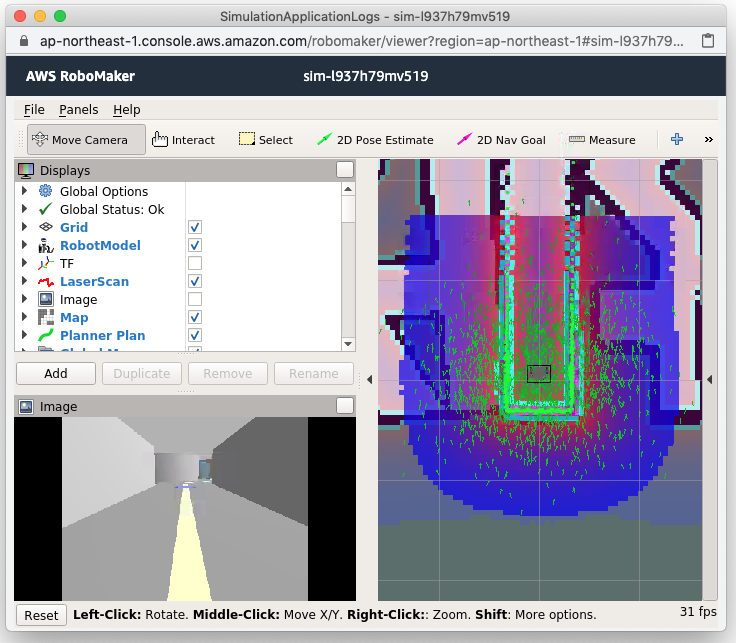 SimulationApplicationLogs - sim-l937h79mv519
ap-northeast-1.console.aws.amazon.com/robomaker/viewer?region=ap-northeast-1#sim-l937h79...
AWS RoboMaker sim-l937h79mv519
File Panels Help
Move Camera Interact Select 2D Pose Estimate 2D Nav Goal Measure »
Displays
Global Options
Global Status: Ok
Grid
RobotModel
TF
LaserScan
Image
Map
Planner Plan
Add Duplicate Remove Rename
Image
Reset Left-Click: Rotate. Middle-Click: Move X/Y. Right-Click:: Zoom. Shift: More options. 31 fps